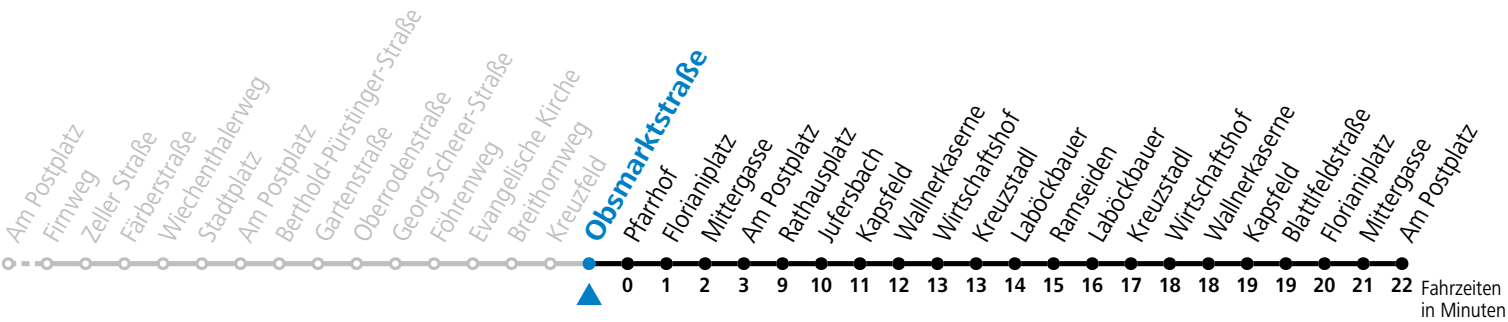 Am Postplatz
Firnweg
Zeller Straße
Färberstraße
Wiechenthalerweg
Stadtplatz
Am Postplatz
Berthold-Pürstinger-Straße
Gartenstraße
Oberrodenstraße
Georg-Scherer-Straße
Föhrenweg
Evangelische Kirche
Breithornweg
Kreuzfeld
Obsmarktstraße
Pfarrhof
Florianiplatz
Mittergasse
Am Postplatz
Rathausplatz
Jufersbach
Kapsfeld
Wallnerkaserne
Wirtschaftshof
Kreuzstadl
Laböckbauer
Ramseiden
Laböckbauer
Kreuzstadl
Wirtschaftshof
Wallnerkaserne
Kapsfeld
Blattfeldstraße
Florianiplatz
Mittergasse
Am Postplatz
0 1 2 3 9 10 11 12 13 13 14 15 16 17 18 18 19 19 20 21 22
Fahrzeiten
in Minuten